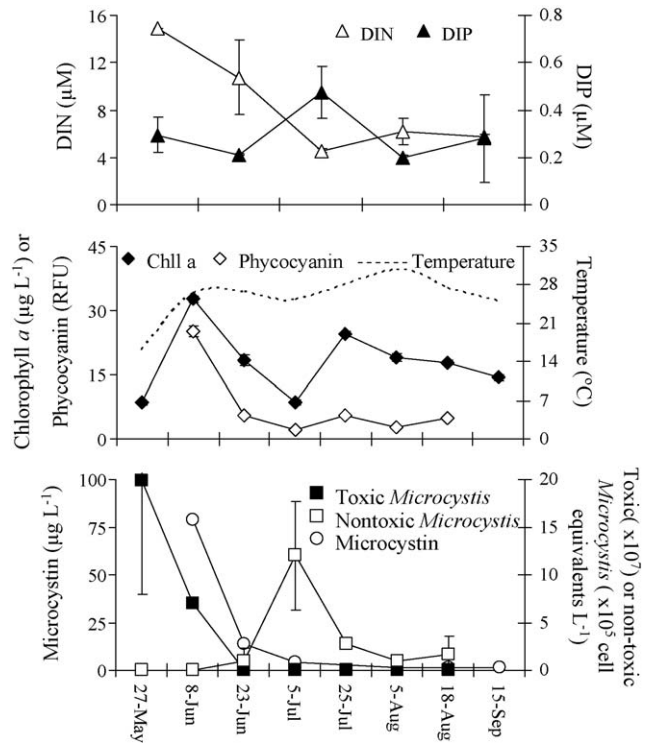 16
12
8
4
0
DIN (μM)
DIN
DIP
0.8
0.6
0.4
0.2
0
DIP
(μM)
45
30
15
0
Chlorophyll a (μg L-1) or
Phycocyanin (RFU)
Chll a
Phycocyanin
Temperature
35
28
21
14
7
0
Temperature (°C)
100
75
50
25
0
Microcystin (μg L-1)
Toxic Microcystis
Nontoxic Microcystis
Microcystin
20
15
10
5
0
Toxic( x10⁷) or non-toxic
Microcystis ( x10⁵ cell
equivalents L-1)
27-May
8-Jun
23-Jun
5-Jul
25-Jul
5-Aug
18-Aug
15-Sep